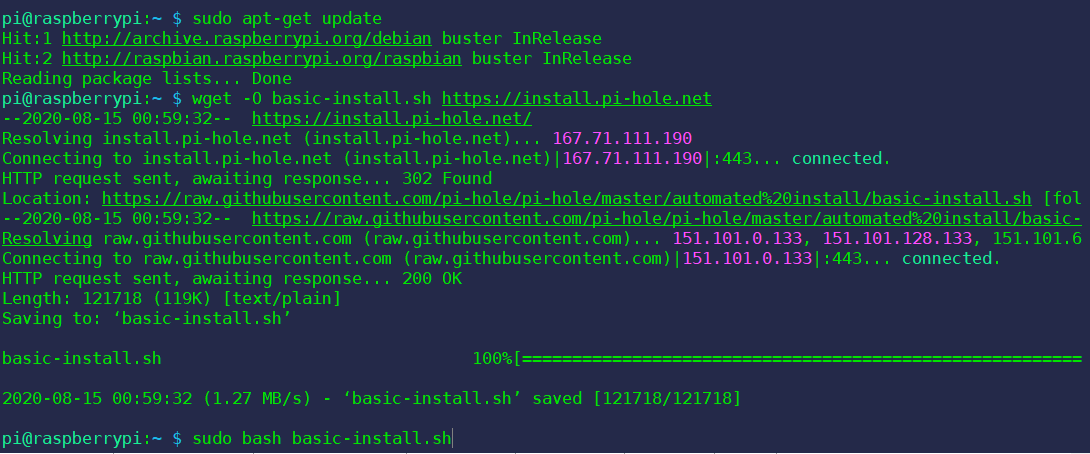 pi@raspberrypi:~ $ sudo apt-get update
Hit:1 http://archive.raspberrypi.org/debian buster InRelease
Hit:2 http://raspbian.raspberrypi.org/raspbian buster InRelease
Reading package lists... Done
pi@raspberrypi:~ $ wget -O basic-install.sh https://install.pi-hole.net
--2020-08-15 00:59:32--  https://install.pi-hole.net/
Resolving install.pi-hole.net (install.pi-hole.net)... 167.71.111.190
Connecting to install.pi-hole.net (install.pi-hole.net)|167.71.111.190|:443... connected.
HTTP request sent, awaiting response... 302 Found
Location: https://raw.githubusercontent.com/pi-hole/pi-hole/master/automated%20install/basic-install.sh [fol
--2020-08-15 00:59:32--  https://raw.githubusercontent.com/pi-hole/pi-hole/master/automated%20install/basic-
Resolving raw.githubusercontent.com (raw.githubusercontent.com)... 151.101.0.133, 151.101.128.133, 151.101.6
Connecting to raw.githubusercontent.com (raw.githubusercontent.com)|151.101.0.133|:443... connected.
HTTP request sent, awaiting response... 200 OK
Length: 121718 (119K) [text/plain]
Saving to: ‘basic-install.sh’
basic-install.sh                               100%[========================================================
2020-08-15 00:59:32 (1.27 MB/s) - ‘basic-install.sh’ saved [121718/121718]
pi@raspberrypi:~ $ sudo bash basic-install.sh